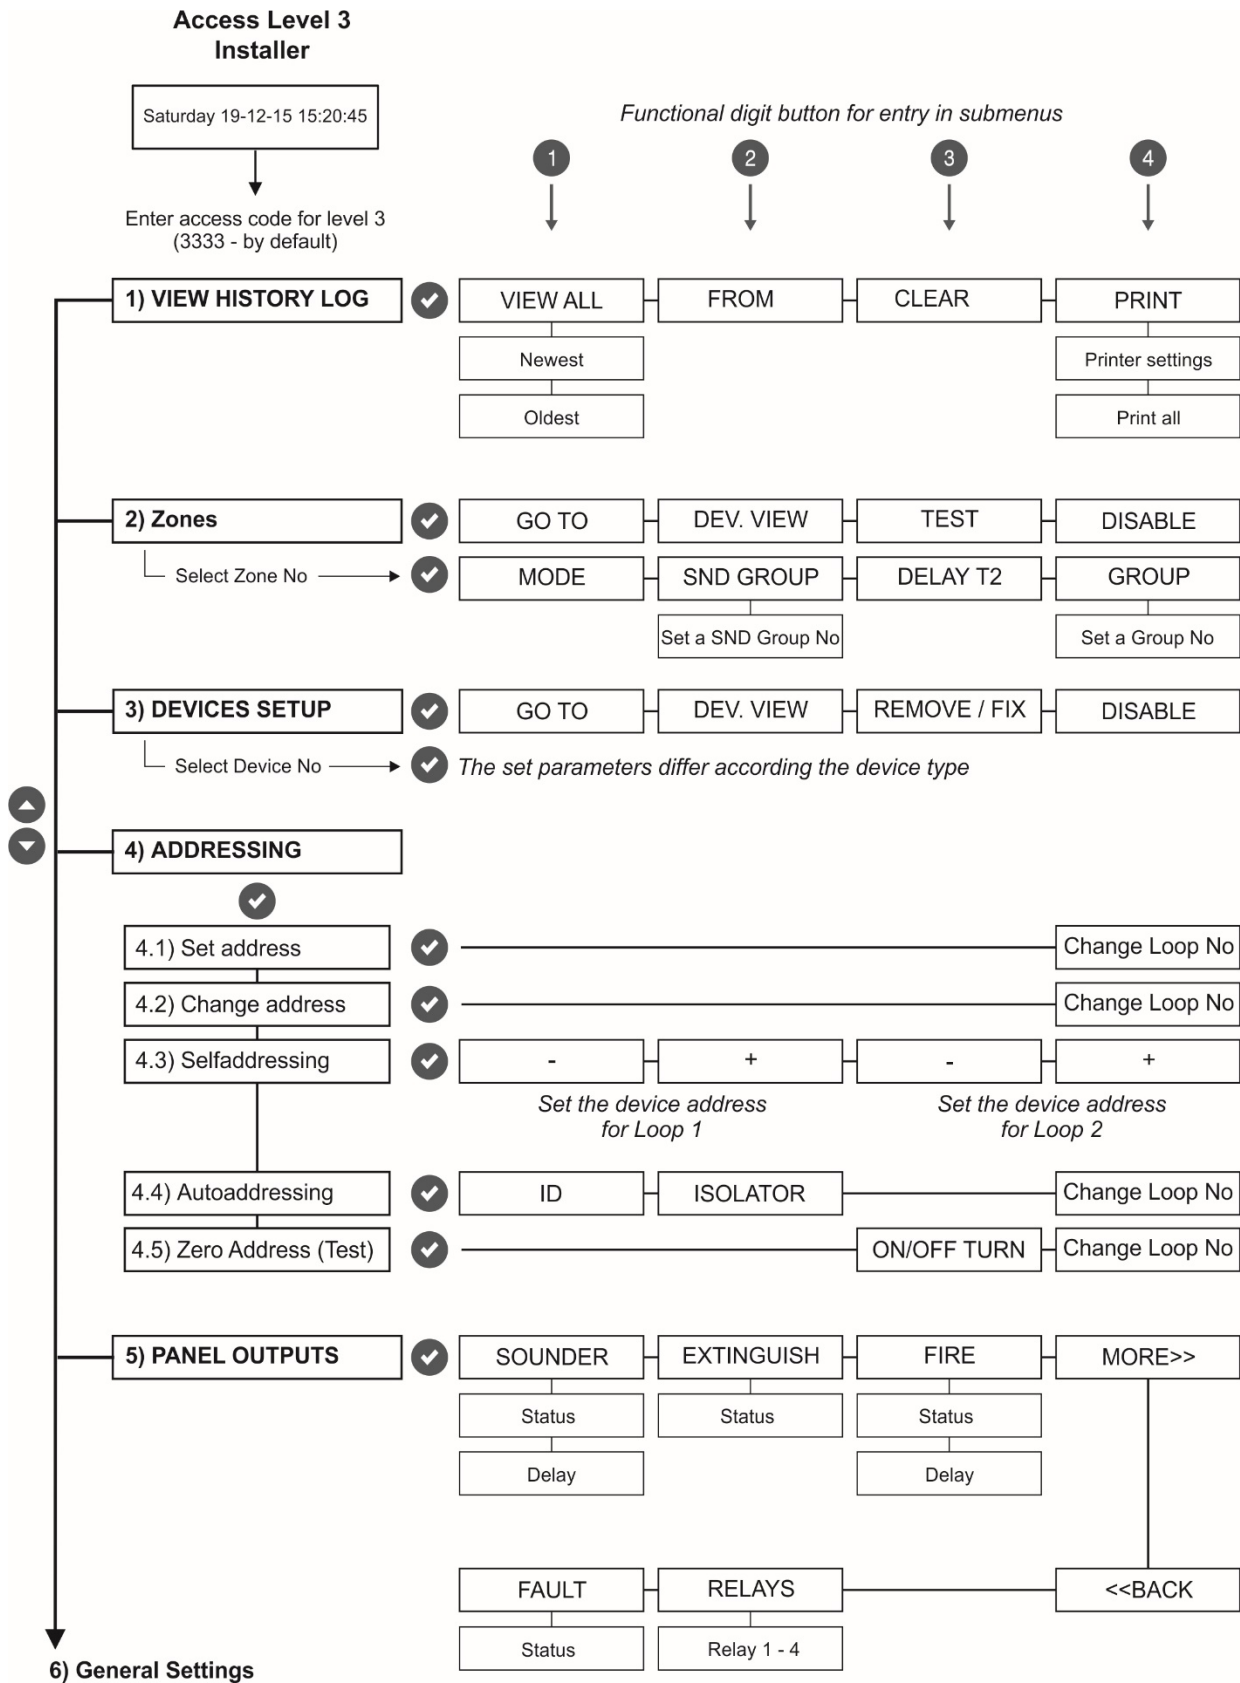 Access Level 3
Installer
Saturday 19-12-15 15:20:45
Functional digit button for entry in submenus
1 2 3 4
Enter access code for level 3
(3333 - by default)
1) VIEW HISTORY LOG VIEW ALL FROM CLEAR PRINT
Newest Printer settings
Oldest Print all
2) Zones GO TO DEV. VIEW TEST DISABLE
Select Zone No MODE SND GROUP DELAY T2 GROUP
Set a SND Group No Set a Group No
3) DEVICES SETUP GO TO DEV. VIEW REMOVE / FIX DISABLE
Select Device No The set parameters differ according the device type
4) ADDRESSING
4.1) Set address Change Loop No
4.2) Change address Change Loop No
4.3) Selfaddressing - + - +
Set the device address Set the device address
for Loop 1 for Loop 2
4.4) Autoaddressing ID ISOLATOR Change Loop No
4.5) Zero Address (Test) ON/OFF TURN Change Loop No
5) PANEL OUTPUTS SOUNDER EXTINGUISH FIRE MORE>>
Status Status Status
Delay Delay
FAULT RELAYS <<BACK
Status Relay 1 - 4
6) General Settings